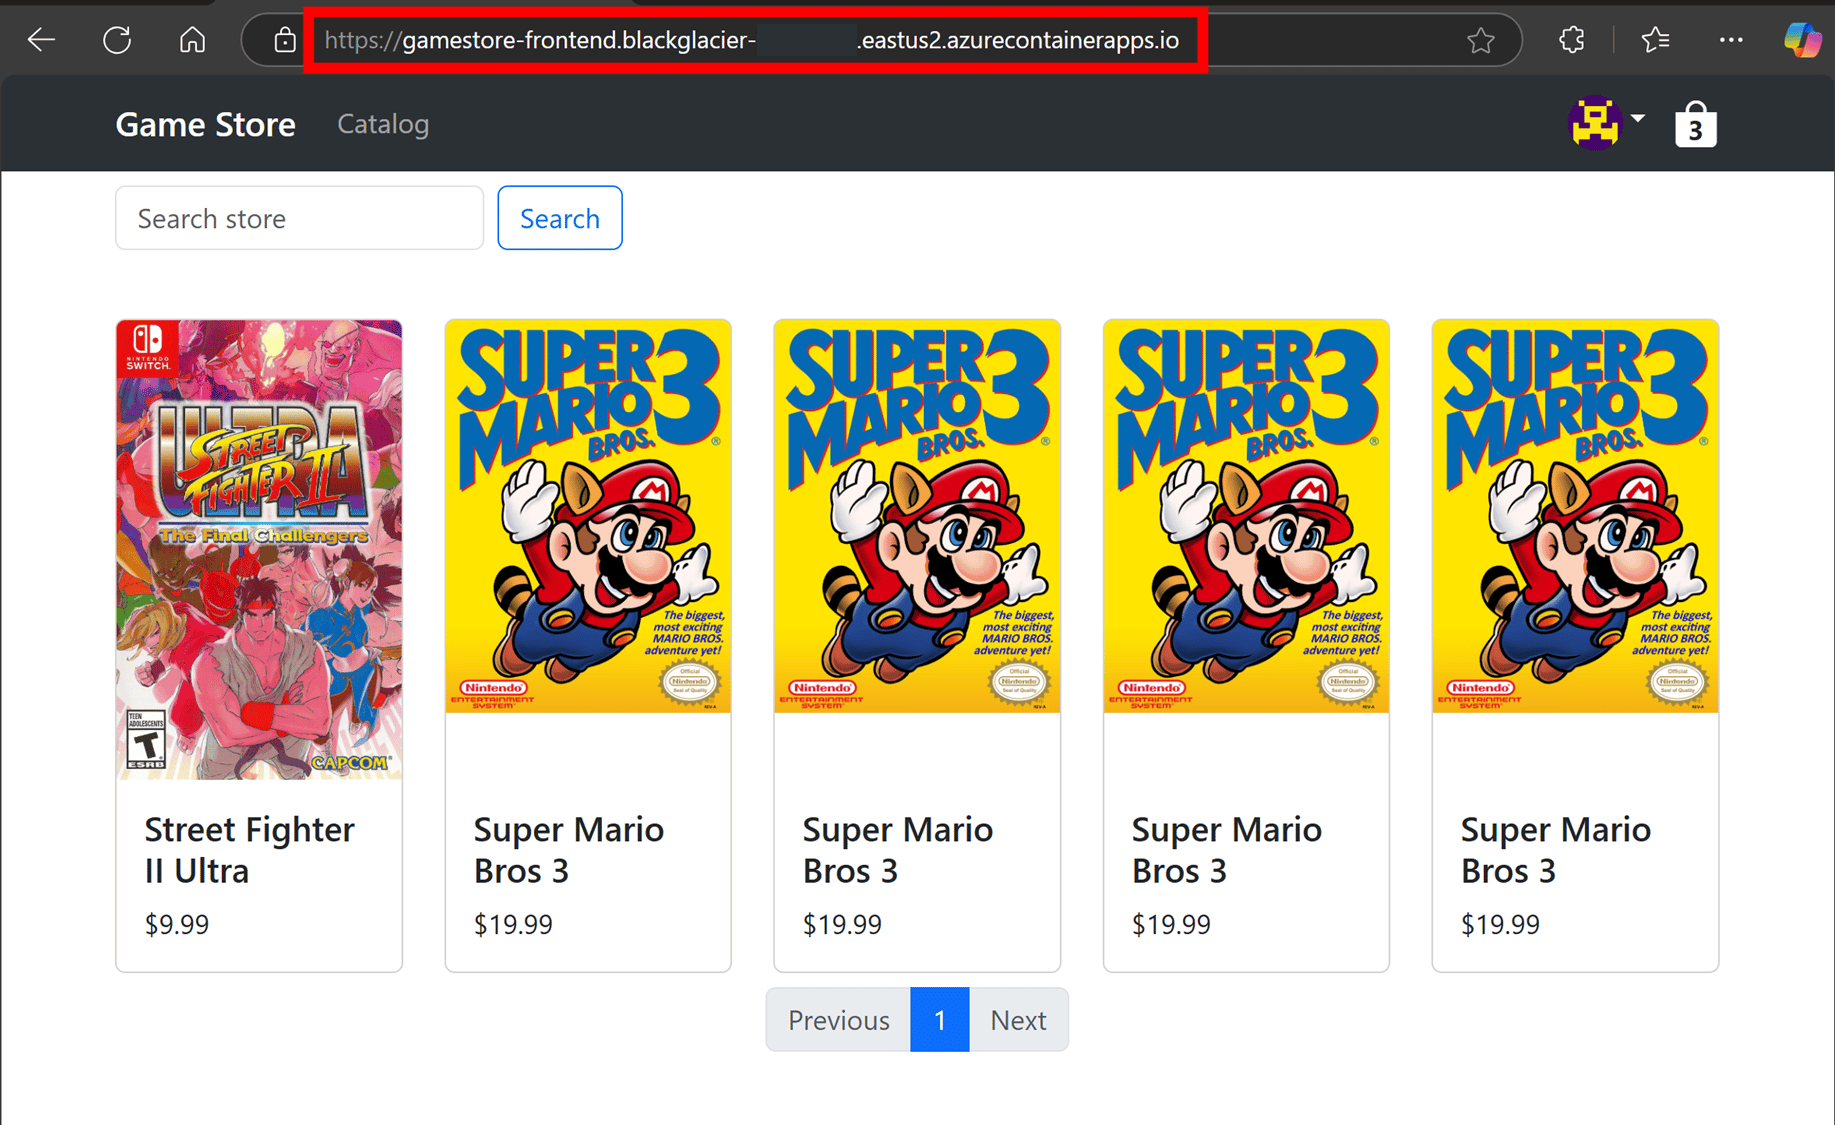 https://gamestore-frontend.blackglacier-
.eastus2.azurecontainerapps.io
Game Store
Catalog
3
Search store
Search
NINTENDO
SWITCH.
ULTRA
STREET
FIGHTER II
The Final Challengers
TEEN
ADOLESCENTS
T
ESRB
CAPCOM®
Street Fighter
II Ultra
$9.99
SUPER
MARIO
BROS. 3®
The biggest,
most exciting
MARIO BROS.
adventure yet!
Nintendo®
ENTERTAINMENT
SYSTEM®
Official
Nintendo
Seal of Quality
REV-A
Super Mario
Bros 3
$19.99
SUPER
MARIO
BROS. 3®
The biggest,
most exciting
MARIO BROS.
adventure yet!
Nintendo®
ENTERTAINMENT
SYSTEM®
Official
Nintendo
Seal of Quality
REV-A
Super Mario
Bros 3
$19.99
SUPER
MARIO
BROS. 3®
The biggest,
most exciting
MARIO BROS.
adventure yet!
Nintendo®
ENTERTAINMENT
SYSTEM®
Official
Nintendo
Seal of Quality
REV-A
Super Mario
Bros 3
$19.99
SUPER
MARIO
BROS. 3®
The biggest,
most exciting
MARIO BROS.
adventure yet!
Nintendo®
ENTERTAINMENT
SYSTEM®
Official
Nintendo
Seal of Quality
REV-A
Super Mario
Bros 3
$19.99
Previous
1
Next